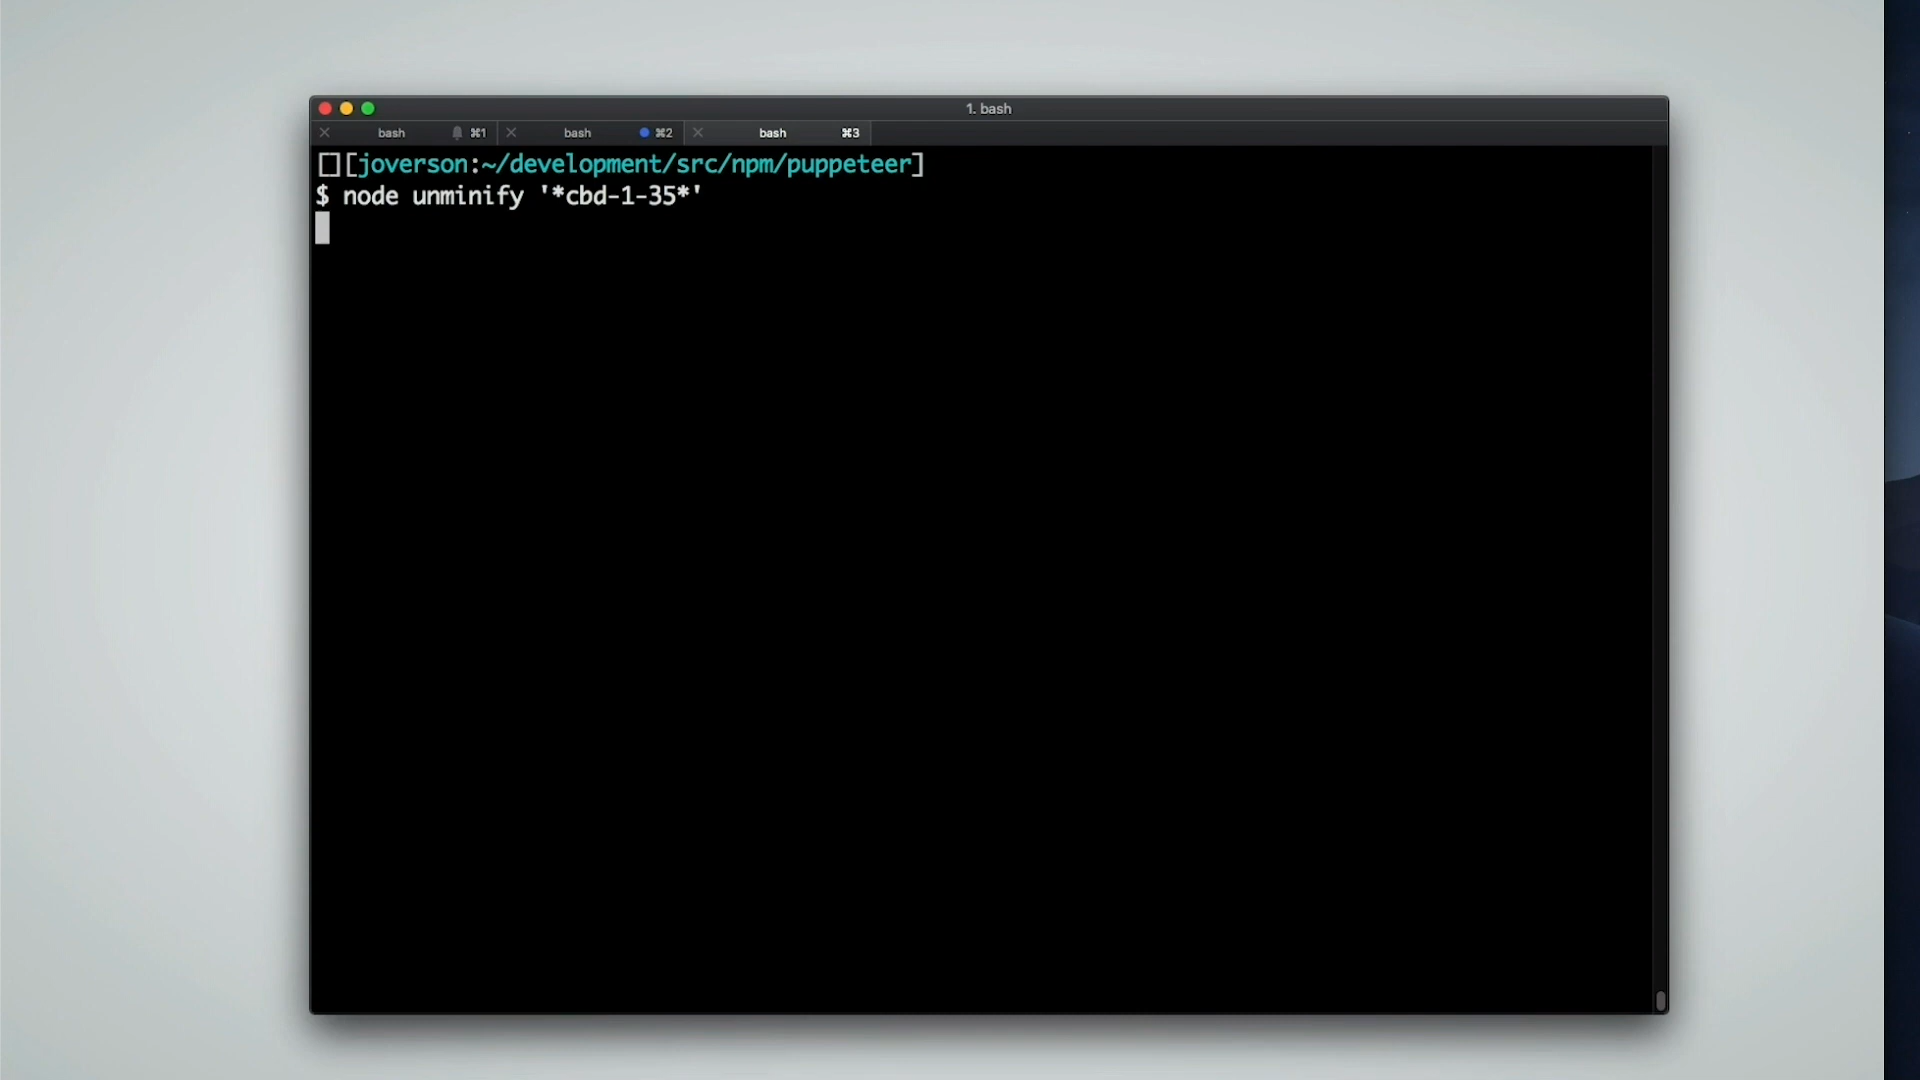 1. bash
bash ⌘1 bash ⌘2 bash ⌘3
[][joverson:~/development/src/npm/puppeteer]
$ node unminify '*cbd-1-35*'